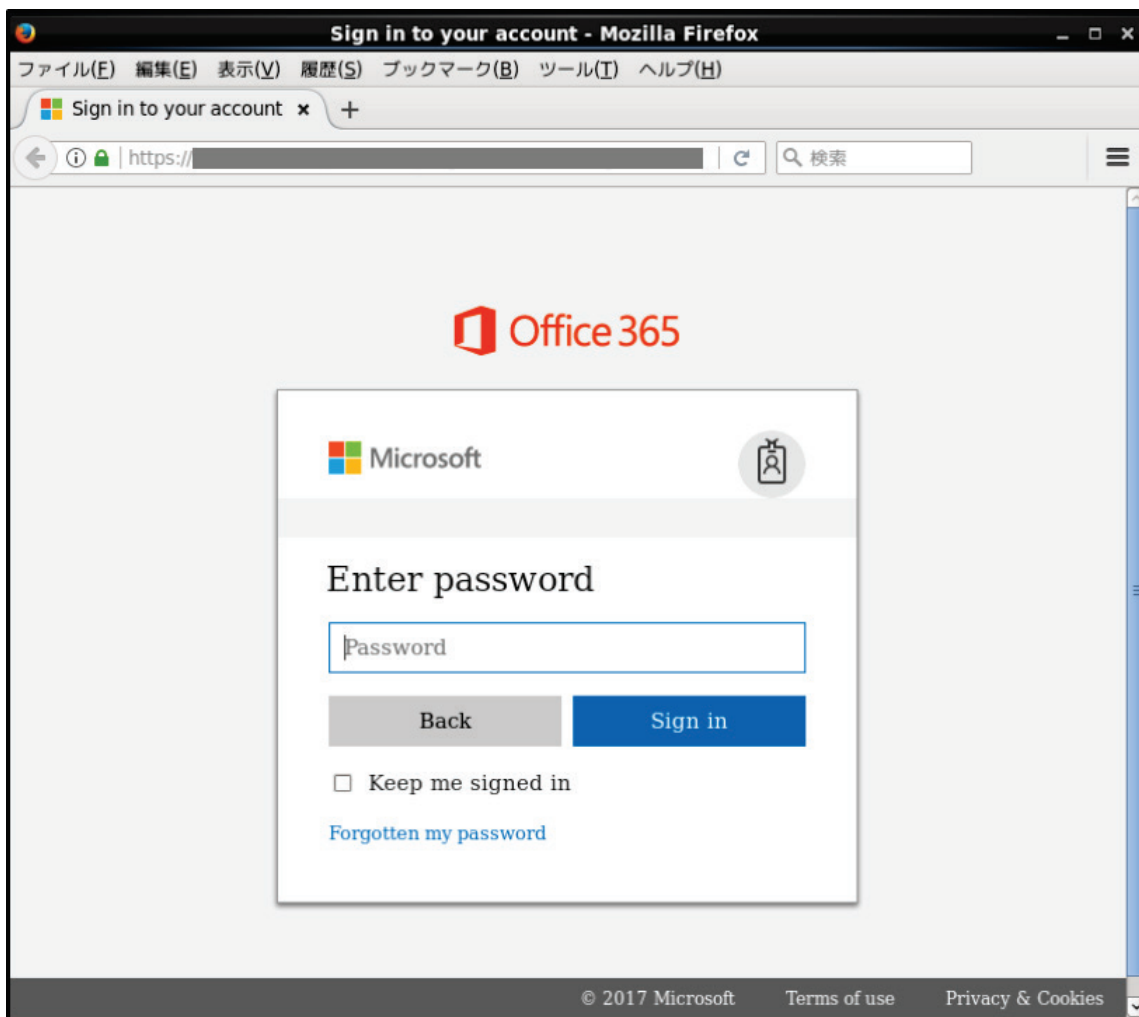 Sign in to your account - Mozilla Firefox
ファイル(F) 編集(E) 表示(V) 履歴(S) ブックマーク(B) ツール(T) ヘルプ(H)
Sign in to your account
https://
検索
Office 365
Microsoft
Enter password
Password
Back Sign in
Keep me signed in
Forgotten my password
© 2017 Microsoft Terms of use Privacy & Cookies